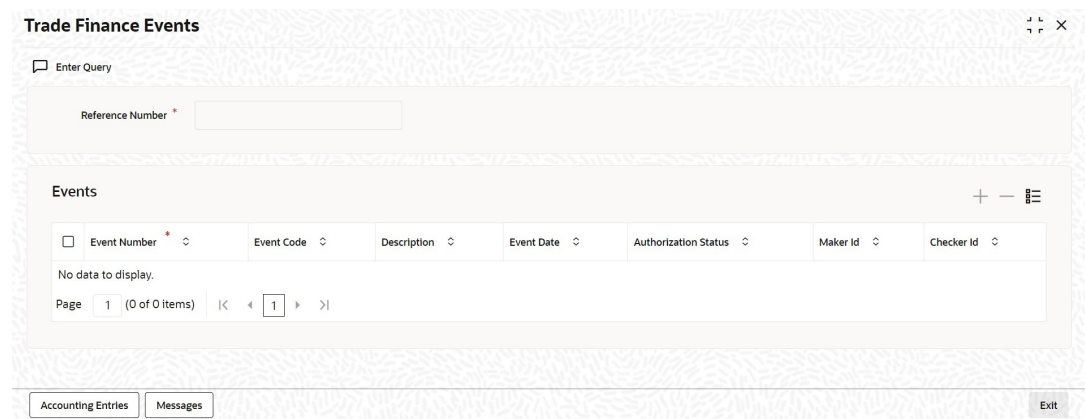 Trade Finance Events
Enter Query
Reference Number *
Events
Event Number * Event Code Description Event Date Authorization Status Maker Id Checker Id
No data to display.
Page 1 (0 of 0 items) 1
Accounting Entries Messages Exit